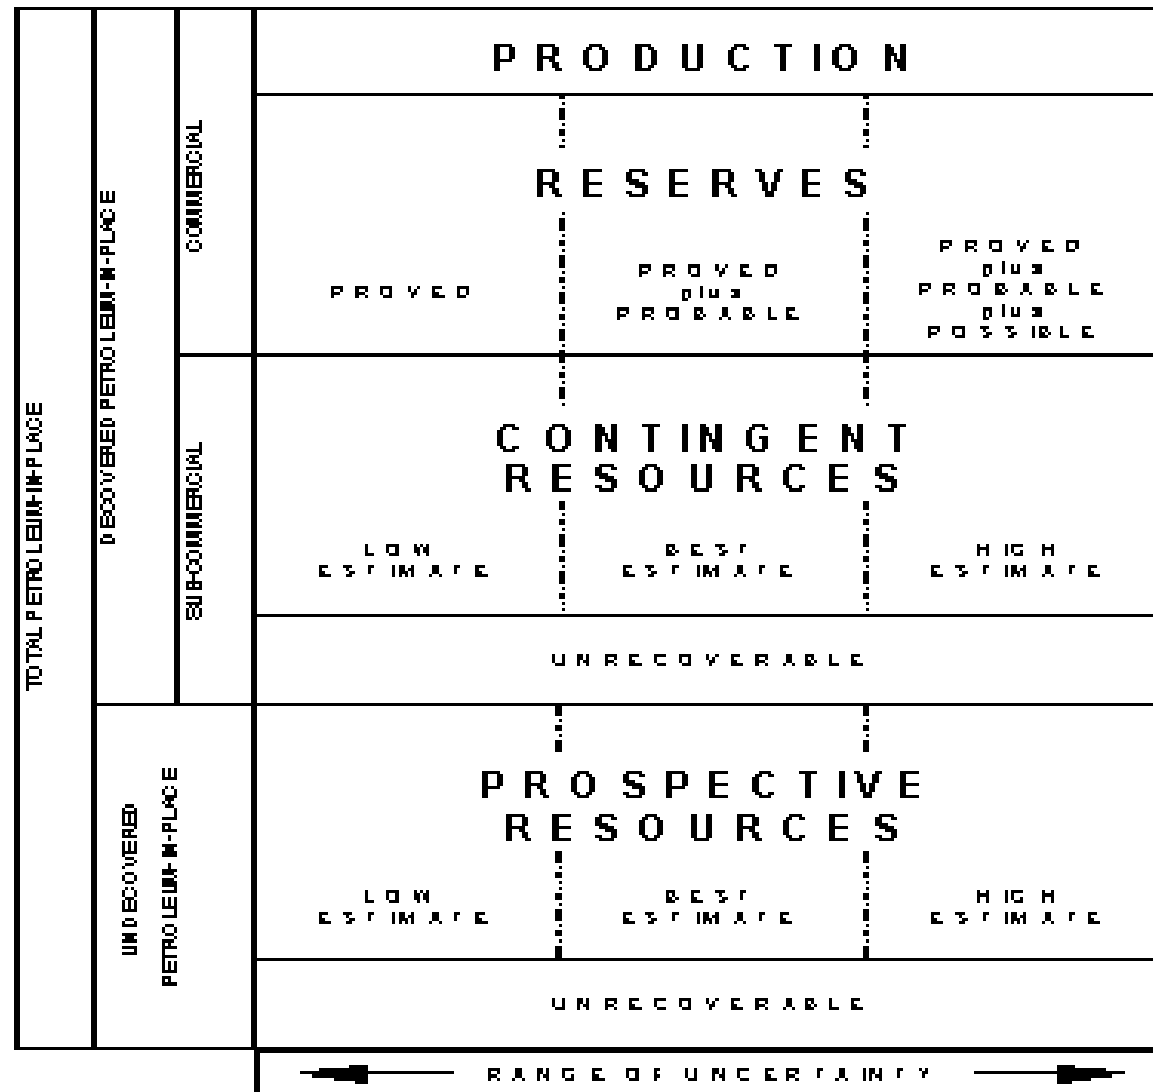 PRODUCTION
COMMERCIAL
RESERVES
PROVED
PROVED
plus
PROBABLE
PROVED
plus
PROBABLE
plus
POSSIBLE
DISCOVERED PETROLEUM-IN-PLACE
TOTAL PETROLEUM-IN-PLACE
SUB-COMMERCIAL
CONTINGENT
RESOURCES
LOW
ESTIMATE
BEST
ESTIMATE
HIGH
ESTIMATE
UNRECOVERABLE
UNDISCOVERED
PETROLEUM-IN-PLACE
PROSPECTIVE
RESOURCES
LOW
ESTIMATE
BEST
ESTIMATE
HIGH
ESTIMATE
UNRECOVERABLE
RANGE OF UNCERTAINTY